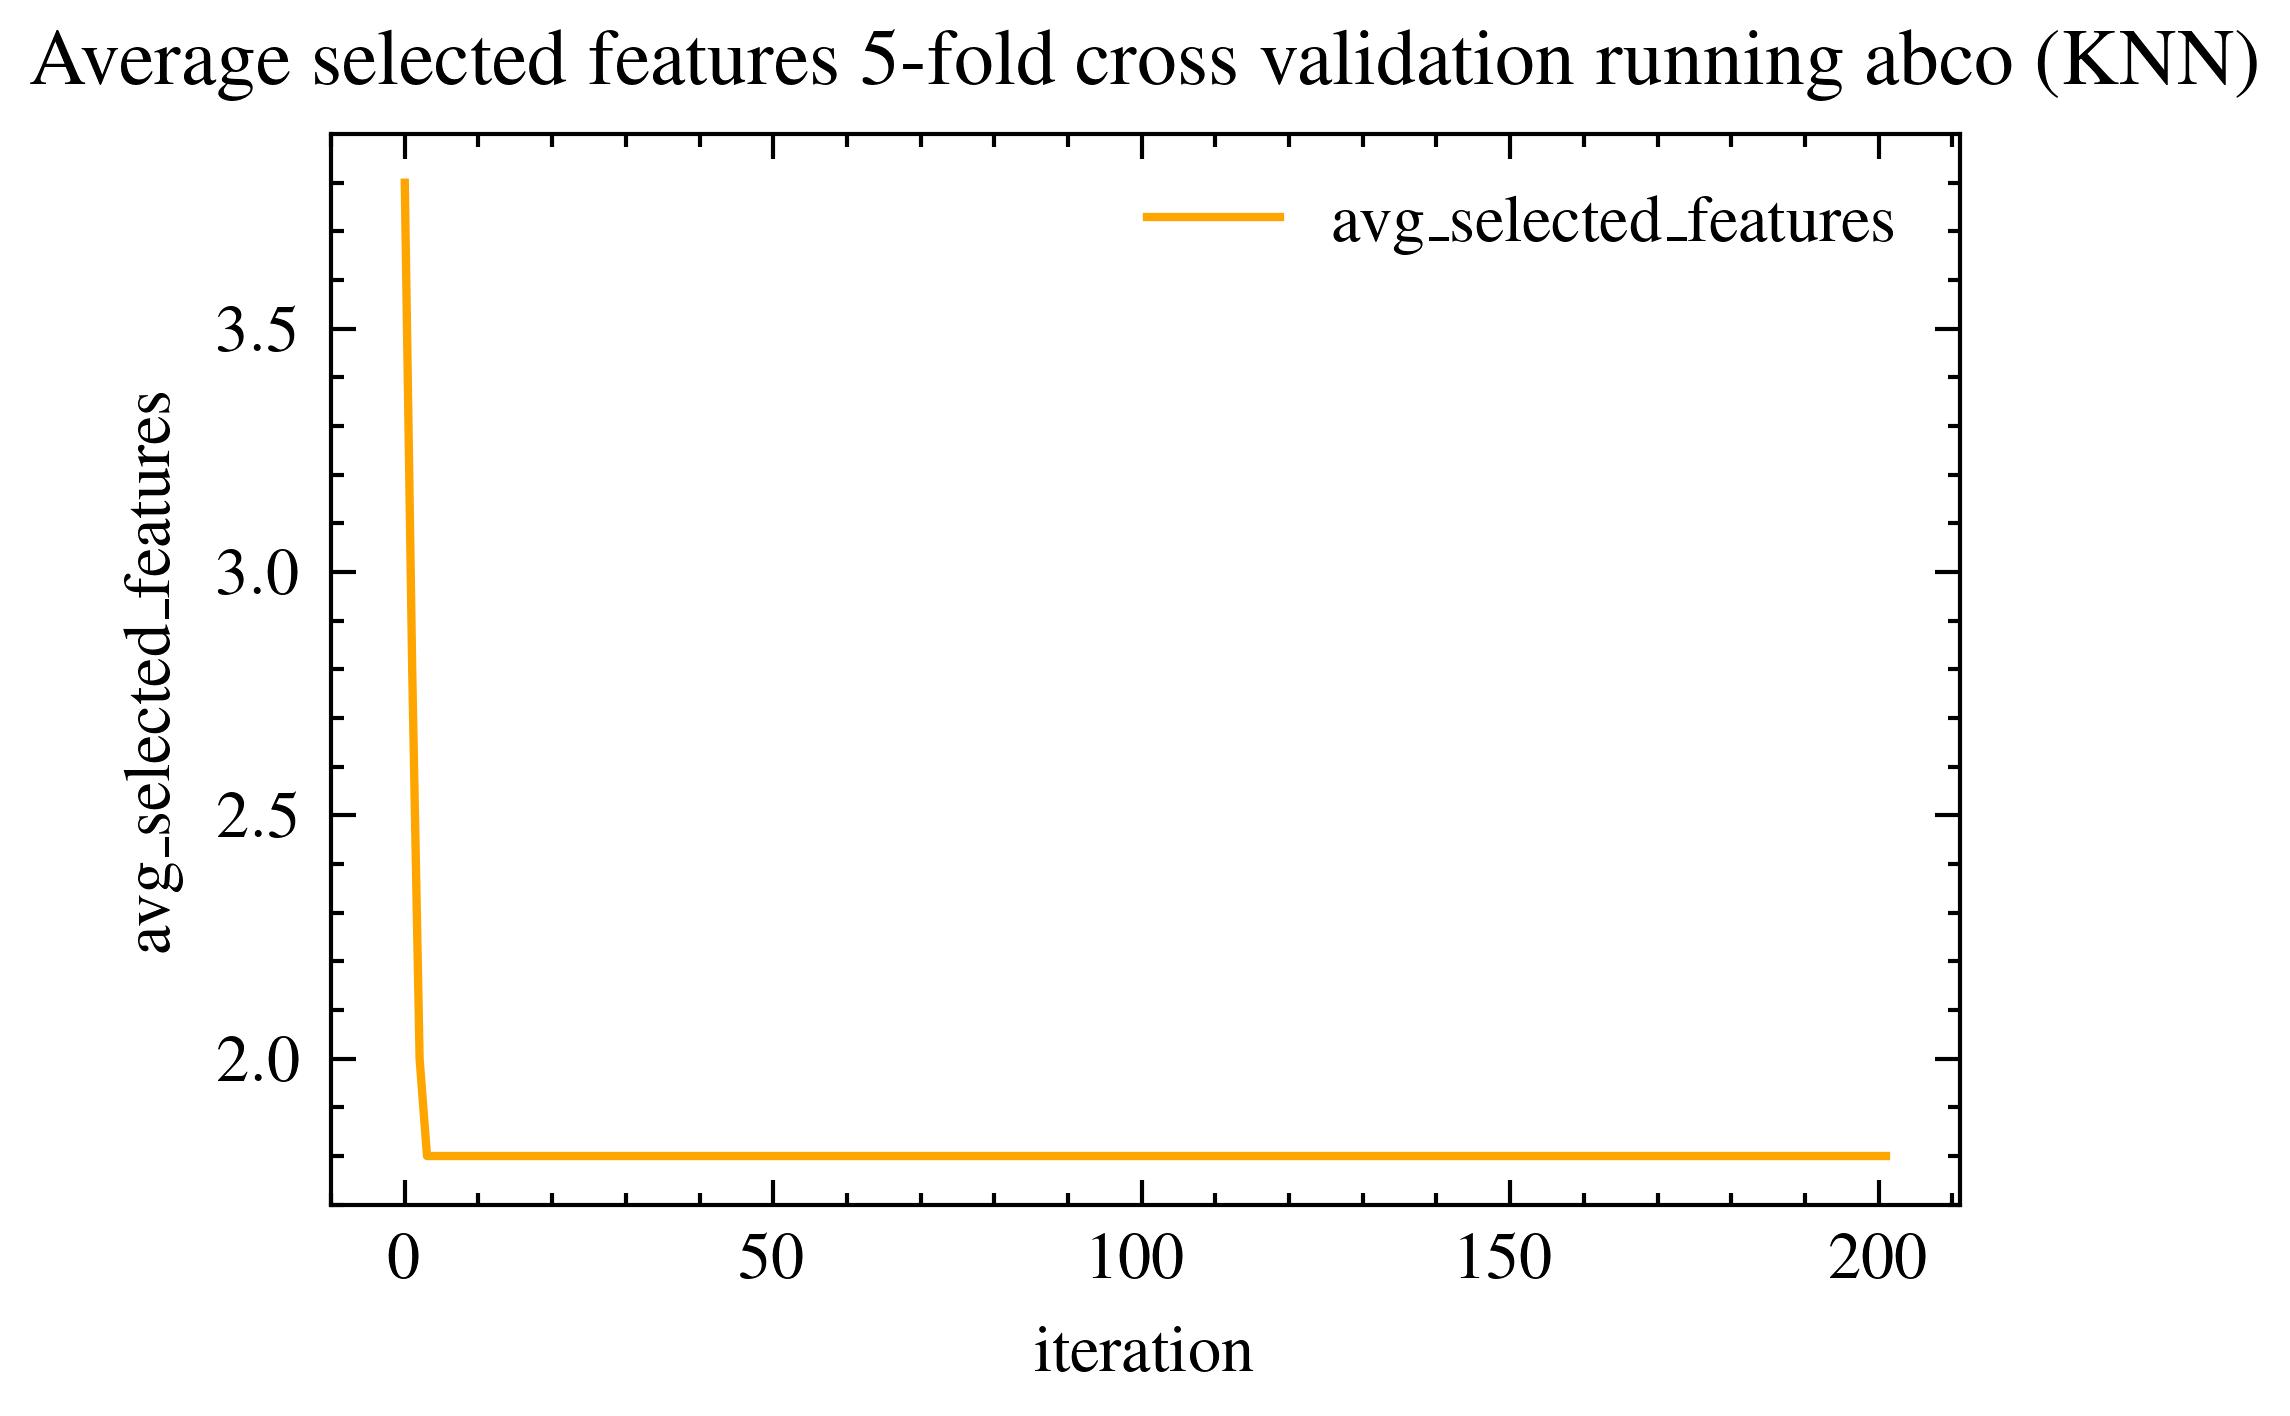 Average selected features 5-fold cross validation running abco (KNN)
avg_selected_features
3.5
3.0
2.5
2.0
avg_selected_features
0 50 100 150 200
iteration